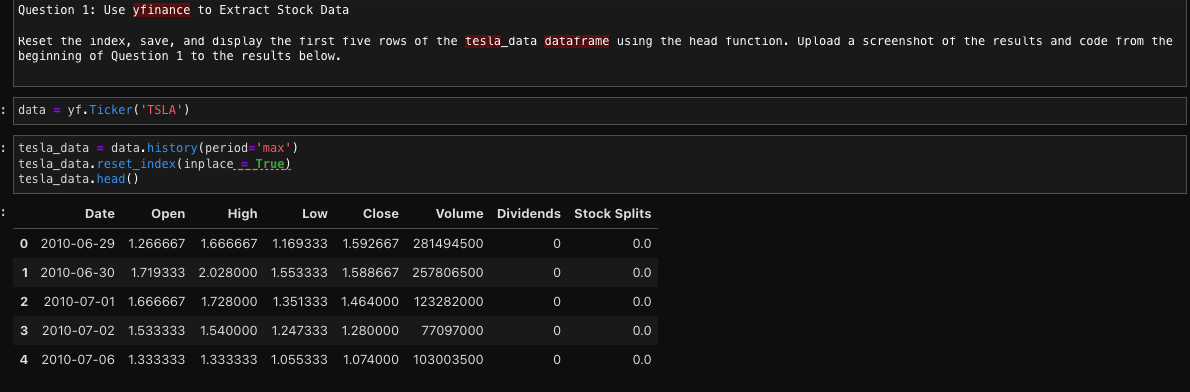 Question 1: Use yfinance to Extract Stock Data
Reset the index, save, and display the first five rows of the tesla_data dataframe using the head function. Upload a screenshot of the results and code from the
beginning of Question 1 to the results below.
: data = yf.Ticker('TSLA')
: tesla_data = data.history(period='max')
tesla_data.reset_index(inplace = True)
tesla_data.head()
: Date Open High Low Close Volume Dividends Stock Splits
0 2010-06-29 1.266667 1.666667 1.169333 1.592667 281494500 0 0.0
1 2010-06-30 1.719333 2.028000 1.553333 1.588667 257806500 0 0.0
2 2010-07-01 1.666667 1.728000 1.351333 1.464000 123282000 0 0.0
3 2010-07-02 1.533333 1.540000 1.247333 1.280000 77097000 0 0.0
4 2010-07-06 1.333333 1.333333 1.055333 1.074000 103003500 0 0.0